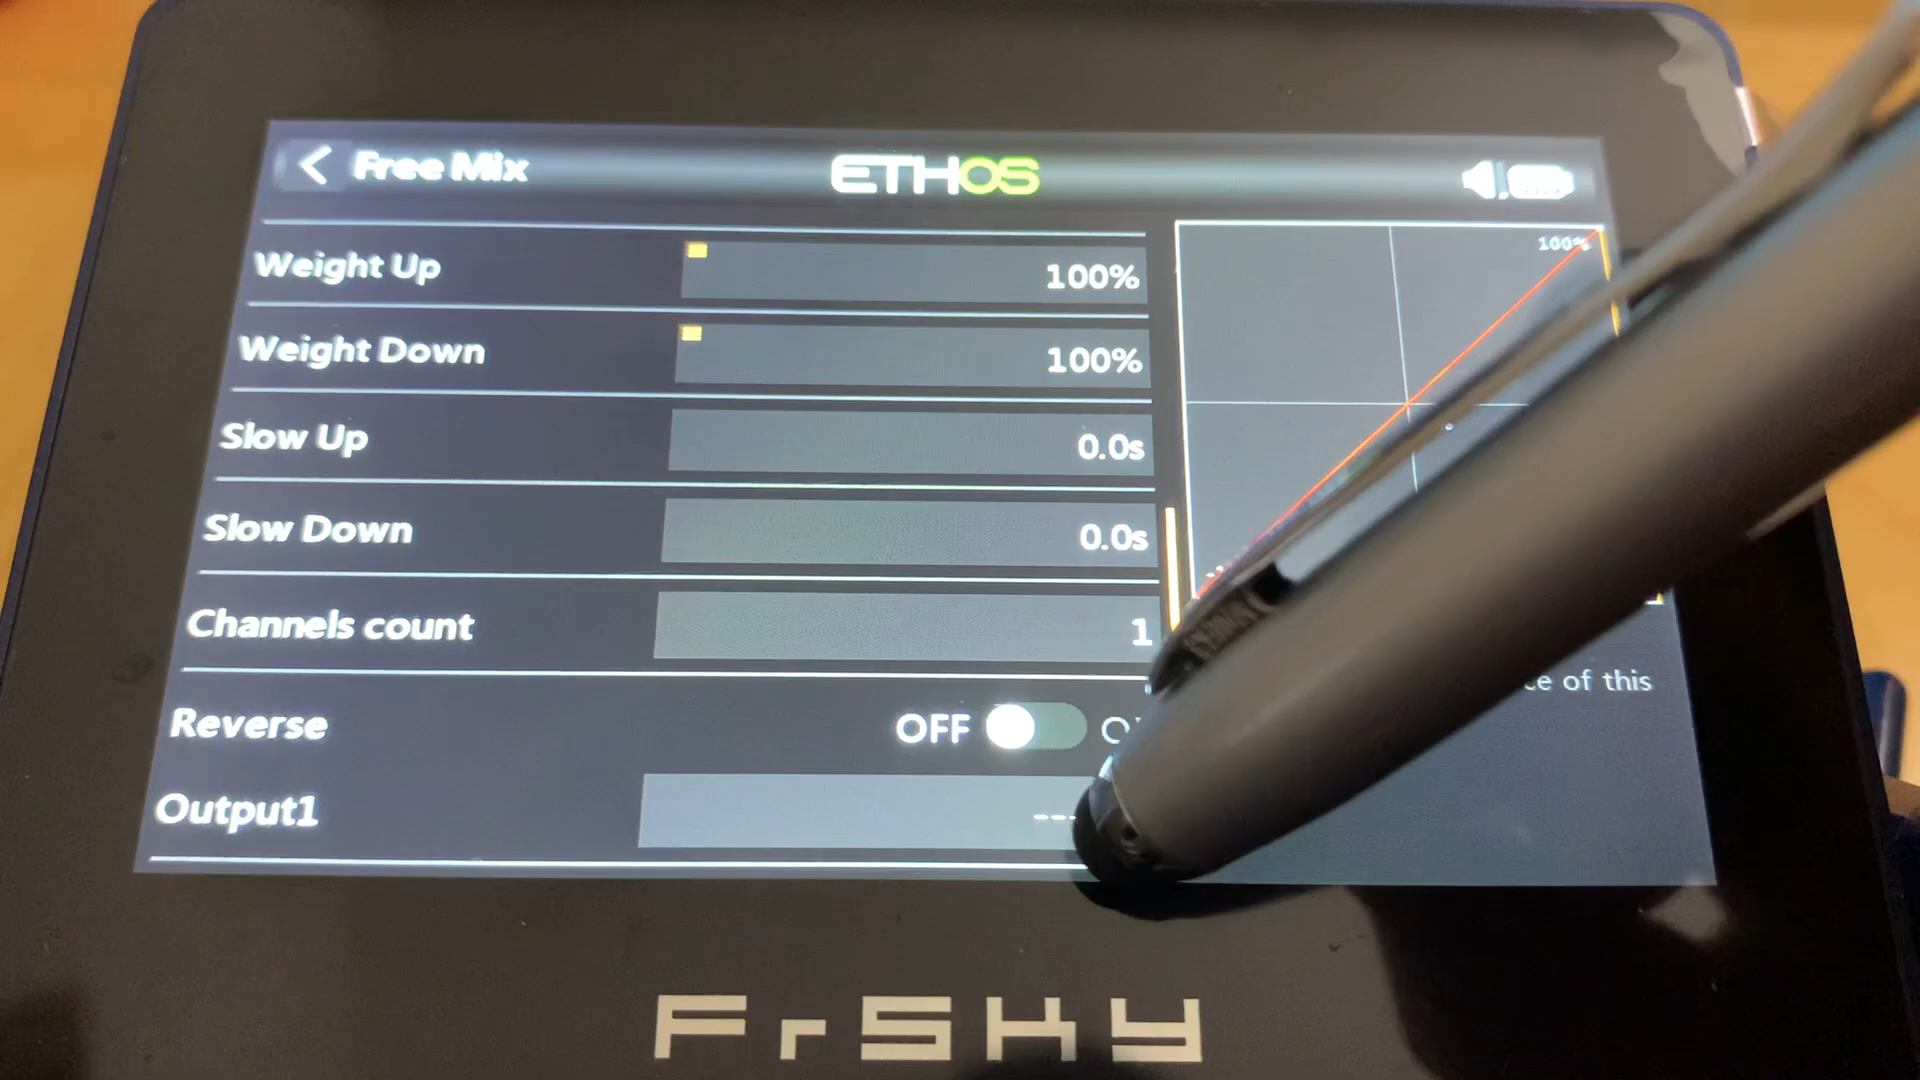 Free Mix
ETHOS
Weight Up 100%
Weight Down 100%
Slow Up 0.0s
Slow Down 0.0s
Channels count 1
Reverse OFF
Output1 ---
100%
of this
FrSKY